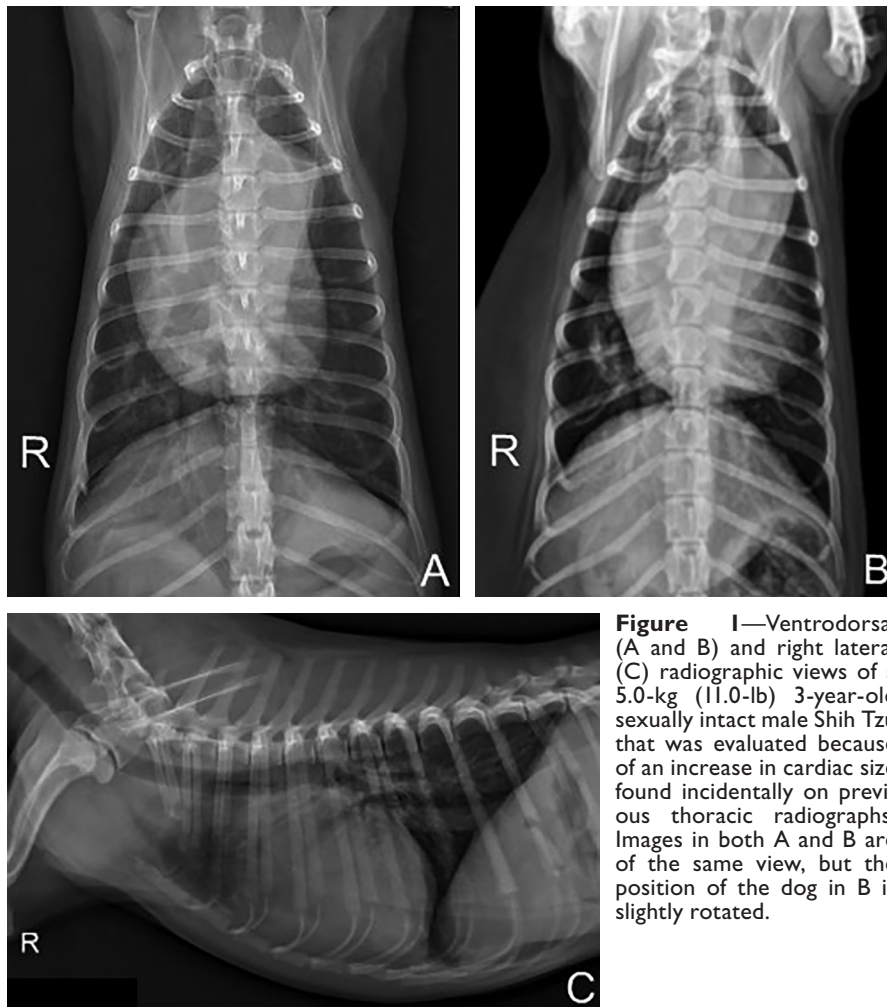 R
A
R
B
R
C
Figure 1—Ventrodorsa
(A and B) and right latera
(C) radiographic views of
5.0-kg (11.0-lb) 3-year-old
sexually intact male Shih Tzu
that was evaluated because
of an increase in cardiac size
found incidentally on previ
ous thoracic radiographs
Images in both A and B are
of the same view, but the
position of the dog in B i
slightly rotated.